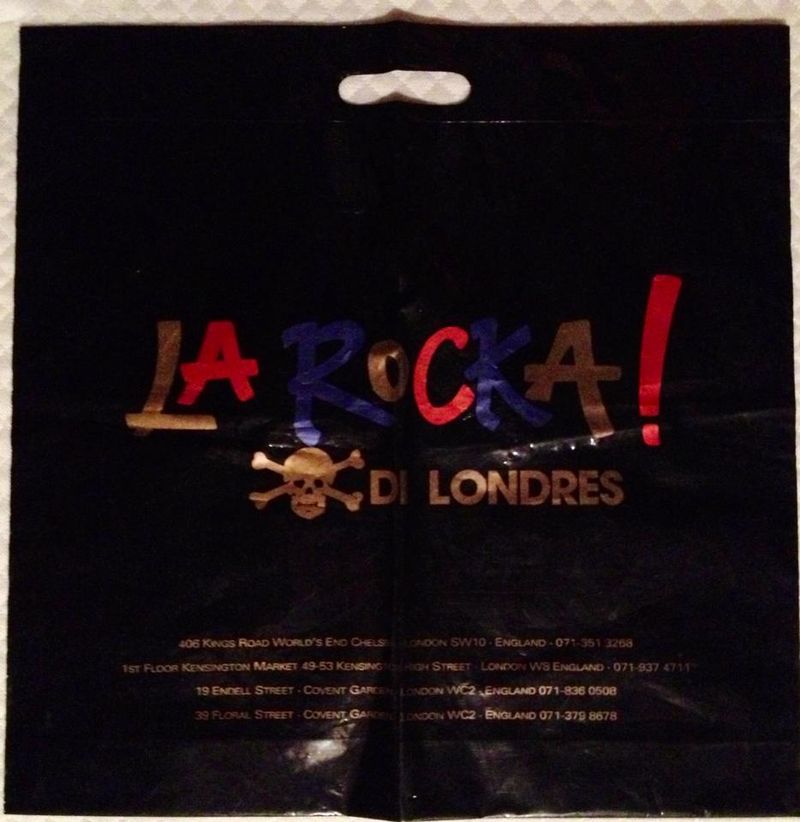 LA ROCKA!
DE LONDRES
406 KINGS ROAD WORLD'S END CHELSEA LONDON SW10 · ENGLAND · 071-351 3268
1ST FLOOR KENSINGTON MARKET 49-53 KENSINGTON HIGH STREET · LONDON W8 ENGLAND · 071-937 4711
19 ENDELL STREET · COVENT GARDEN LONDON WC2 · ENGLAND 071-836 0508
39 FLORAL STREET · COVENT GARDEN LONDON WC2 · ENGLAND 071-379 8678